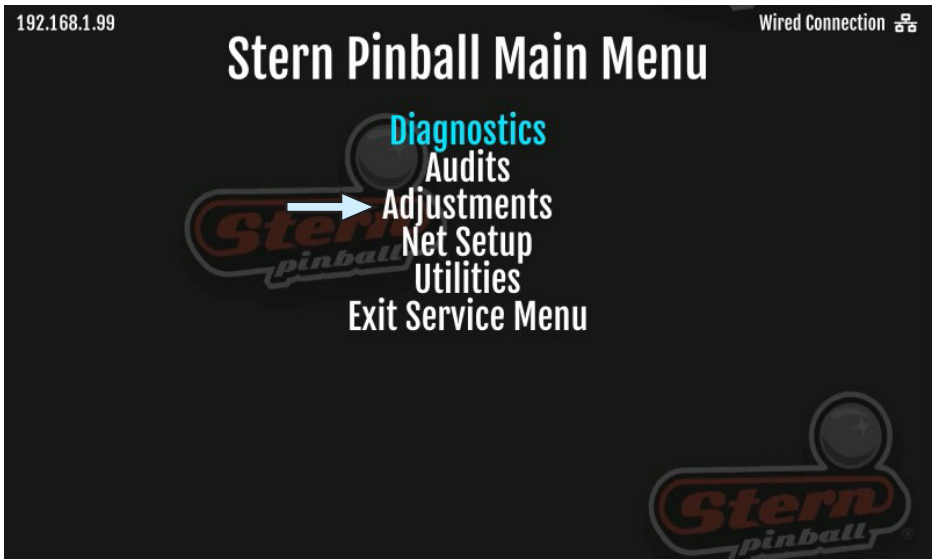 192.168.1.99
Wired Connection
Stern Pinball Main Menu
Diagnostics
Audits
Adjustments
Net Setup
Utilities
Exit Service Menu
Stern
pinball
Stern
pinball®